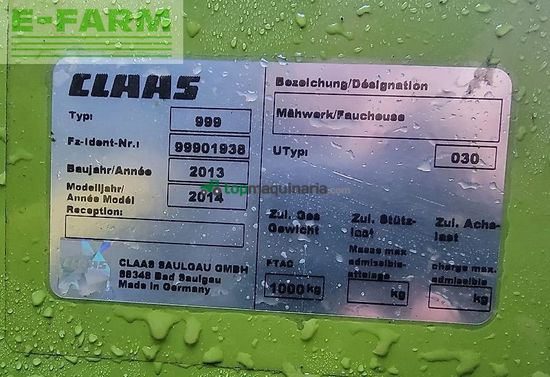 E-FARM
CLAAS
Typ: 999
Fz-Ident-Nr.: 99901938
Baujahr/Année 2013
Modelljahr/
Année Modél 2014
Reception:
CLAAS SAULGAU GMBH
88348 Bad Saulgau
Made in Germany
Bezeichung/Désignation
Mähwerk/Faucheuse
UTyp: 030
topmaquinaria.com
Zul. Ges Gewicht
Zul. Stütz-
last
Zul. Achs-
last
PTAC
Masse max
admissible
attelage
charge max
admissible
1000 kg
kg
kg